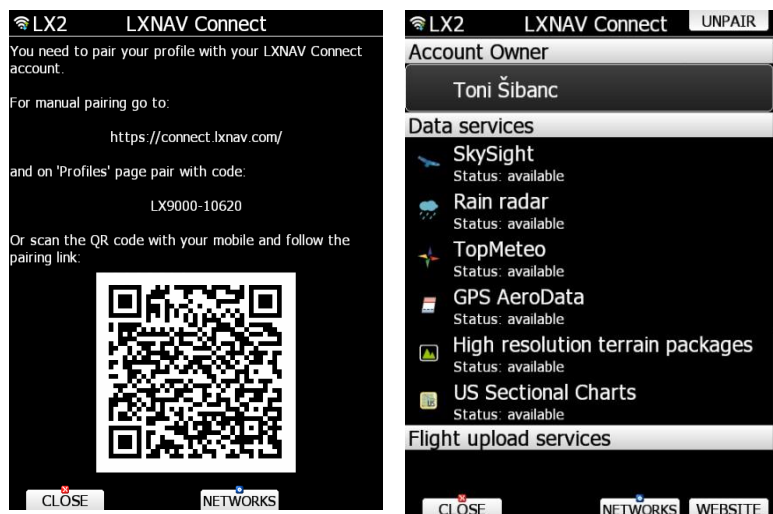 LX2 LXNAV Connect
You need to pair your profile with your LXNAV Connect
account.
For manual pairing go to:
https://connect.lxnav.com/
and on 'Profiles' page pair with code:
LX9000-10620
Or scan the QR code with your mobile and follow the
pairing link:
CLOSE NETWORKS
LX2 LXNAV Connect UNPAIR
Account Owner
Toni Šibanc
Data services
SkySight
Status: available
Rain radar
Status: available
TopMeteo
Status: available
GPS AeroData
Status: available
High resolution terrain packages
Status: available
US Sectional Charts
Status: available
Flight upload services
CLOSE NETWORKS WEBSITE